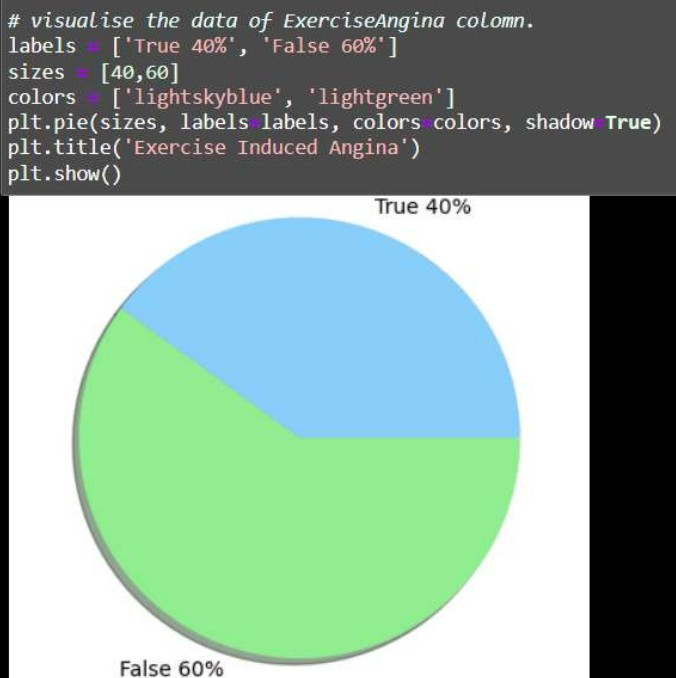 # visualise the data of ExerciseAngina colomn.
labels = ['True 40%', 'False 60%']
sizes = [40,60]
colors = ['lightskyblue', 'lightgreen']
plt.pie(sizes, labels=labels, colors=colors, shadow=True)
plt.title('Exercise Induced Angina')
plt.show()
True 40%
False 60%